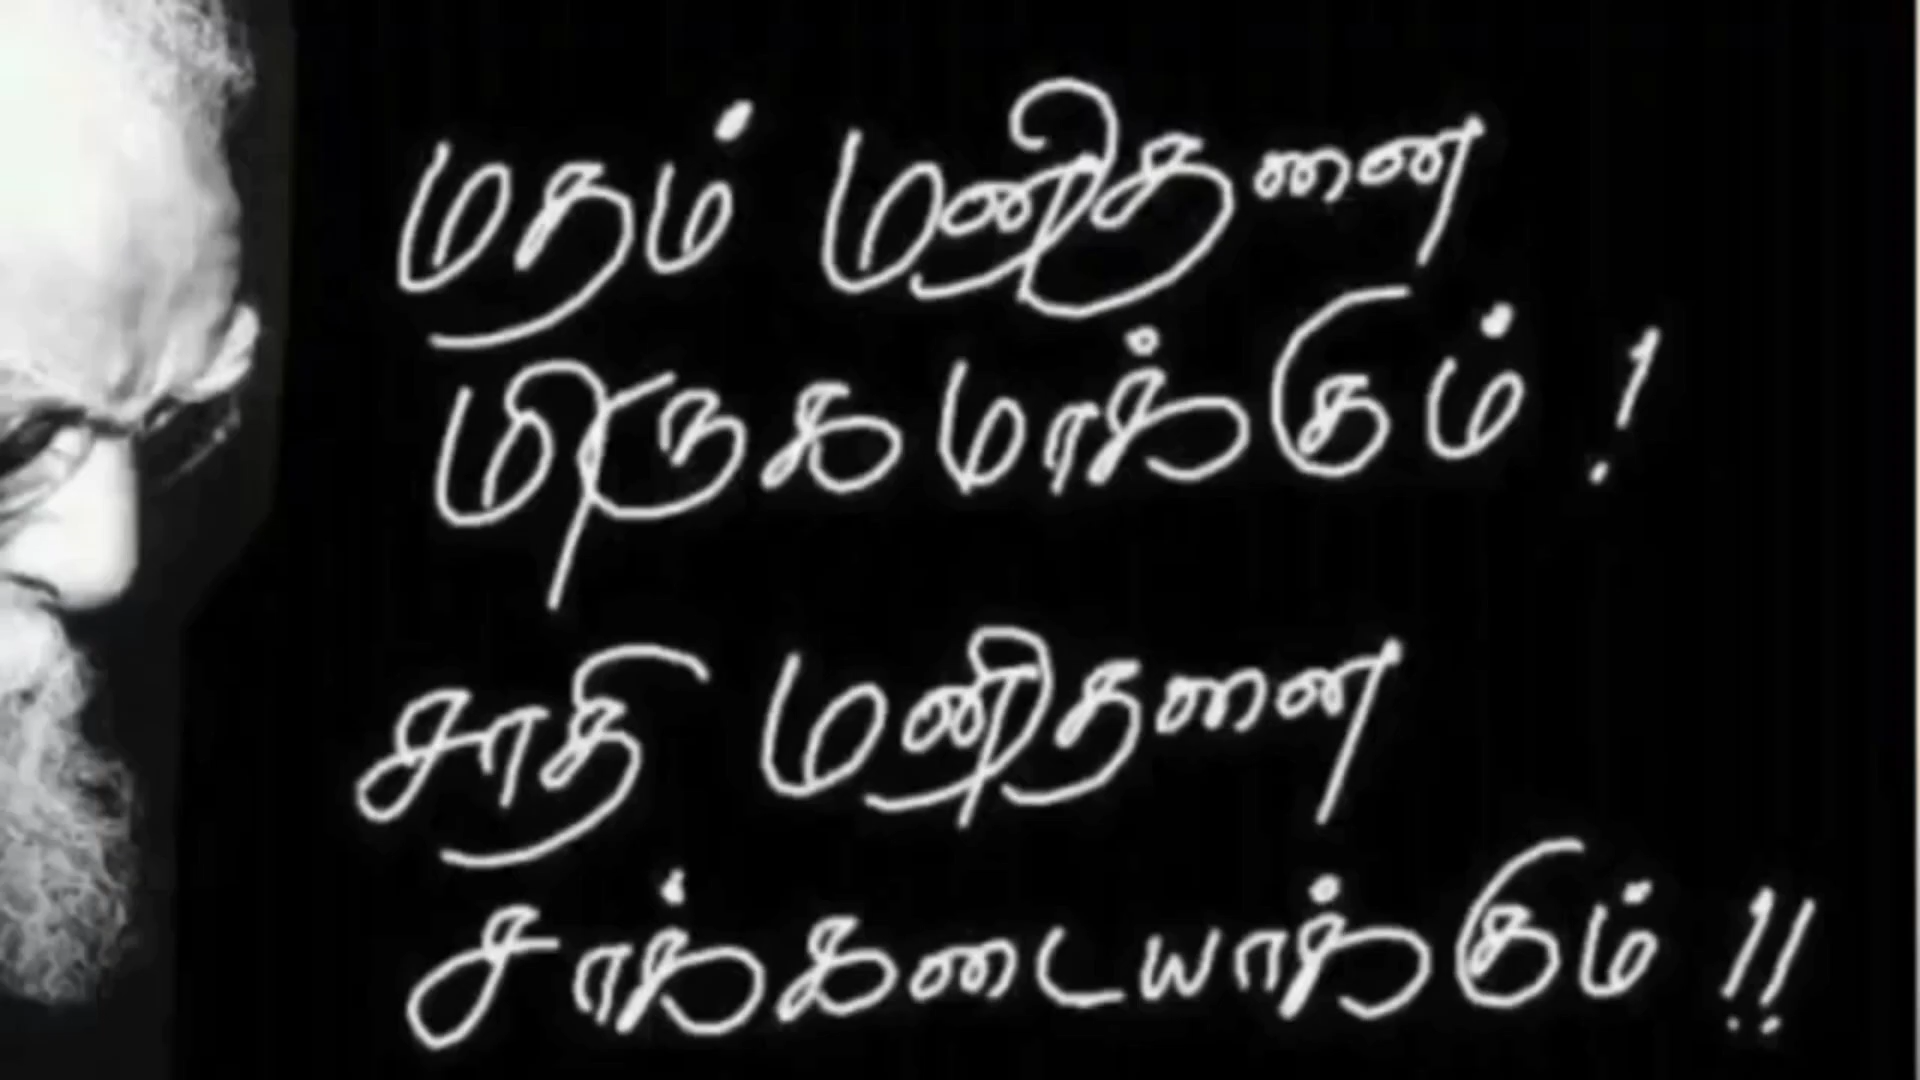 மதம் மனிதனை
மிருகமாக்கும் !
சாதி மனிதனை
சாக்கடையாக்கும் !!